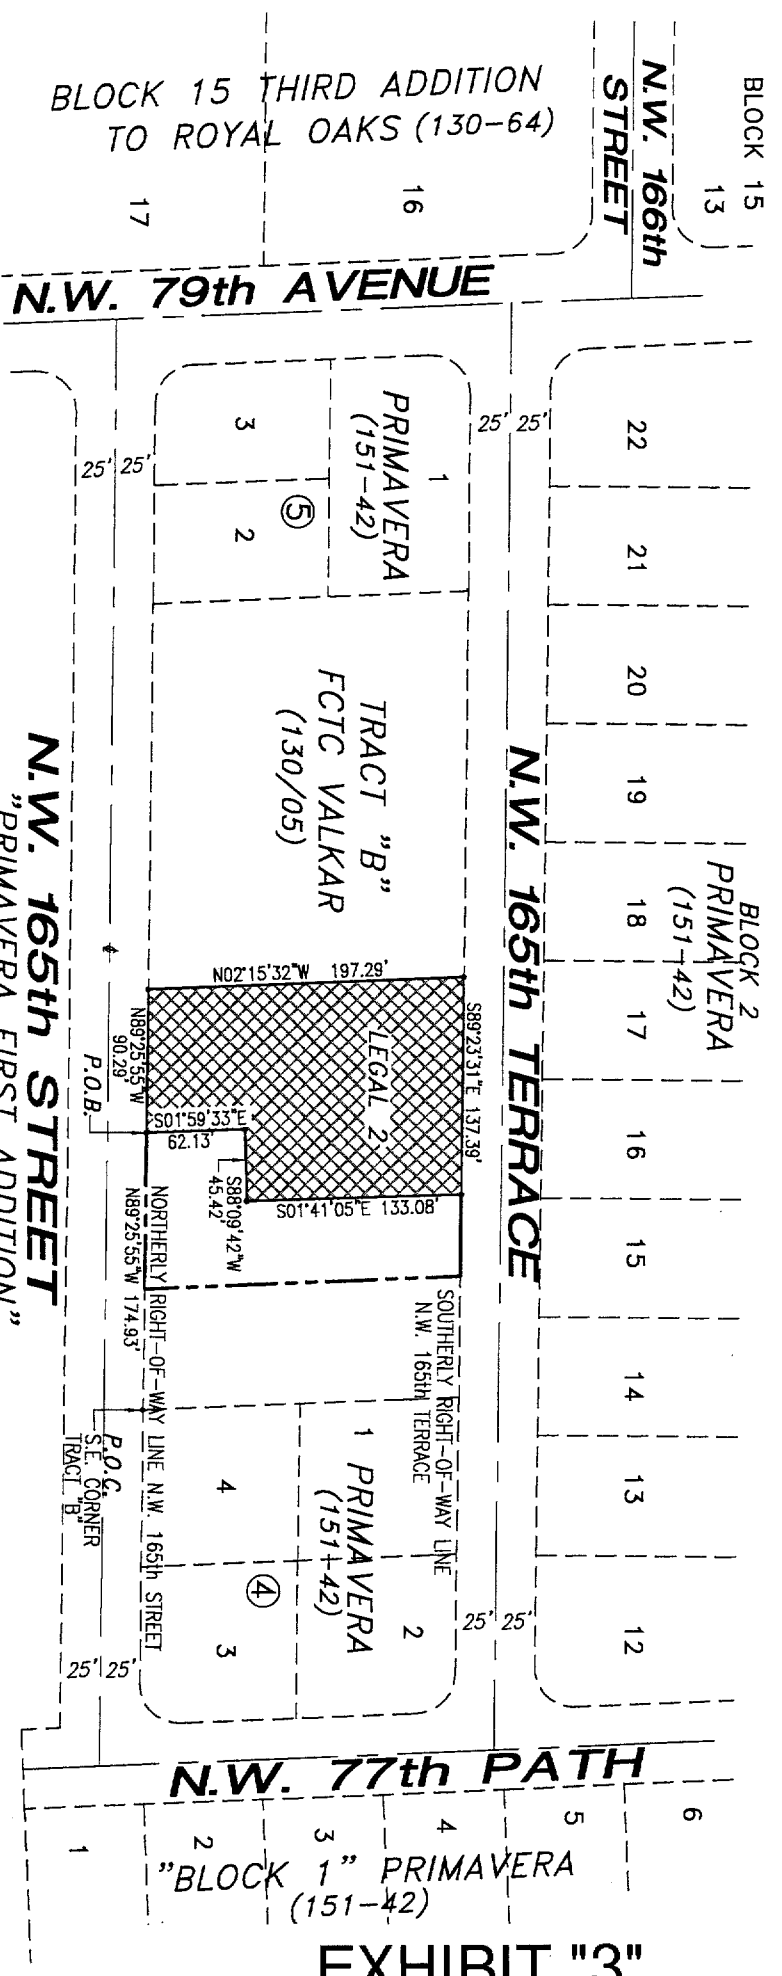 BLOCK 15
13
N.W. 166th
STREET
BLOCK 15 THIRD ADDITION
TO ROYAL OAKS (130-64)
16
17
N.W. 79th AVENUE
22
21
20
19
18
17
16
15
14
13
12
BLOCK 2
PRIMAVERA
(151-42)
25' 25'
N.W. 165th TERRACE
25' 25'
1
PRIMAVERA
(151-42)
3
2
5
TRACT "B"
FCTC VALKAR
(130/05)
N02°15'32"W 197.29'
S89°23'31"E 137.39'
LEGAL 2
S01°41'05"E 133.08'
S88°09'42"W
45.42'
S01°59'33"E
62.13'
N89°25'55"W
90.29'
P.O.B.
N89°25'55"W 174.93'
NORTHERLY RIGHT-OF-WAY LINE N.W. 165th STREET
SOUTHERLY RIGHT-OF-WAY LINE
N.W. 165th TERRACE
P.O.C.
S.E. CORNER
TRACT "B"
1 PRIMAVERA
(151-42)
2
4
3
4
25' 25'
25' 25'
N.W. 165th STREET
"PRIMAVERA FIRST ADDITION"
N.W. 77th PATH
6
5
4
3
2
1
"BLOCK 1" PRIMAVERA
(151-42)
EXHIBIT "3"